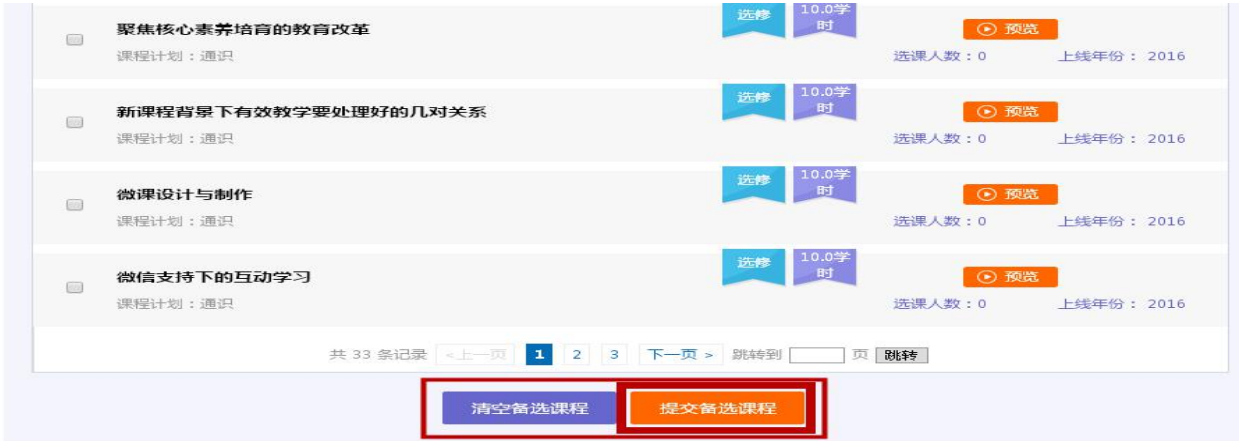 聚焦核心素养培育的教育改革
选修
10.0学
时
预览
课程计划：通识
选课人数：0
上线年份： 2016
新课程背景下有效教学要处理好的几对关系
选修
10.0学
时
预览
课程计划：通识
选课人数：0
上线年份： 2016
微课设计与制作
选修
10.0学
时
预览
课程计划：通识
选课人数：0
上线年份： 2016
微信支持下的互动学习
选修
10.0学
时
预览
课程计划：通识
选课人数：0
上线年份： 2016
共 33 条记录 <上一页 1 2 3 下一页 > 跳转到 页 跳转
清空备选课程 提交备选课程